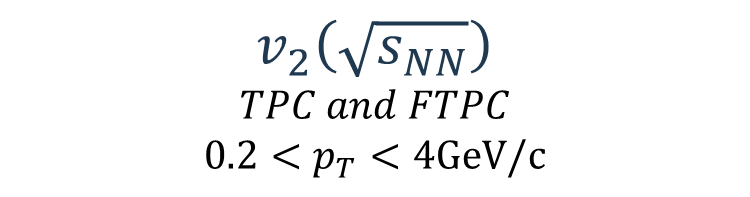 v₂(√sNN)
TPC and FTPC
0.2 < pT < 4GeV/c